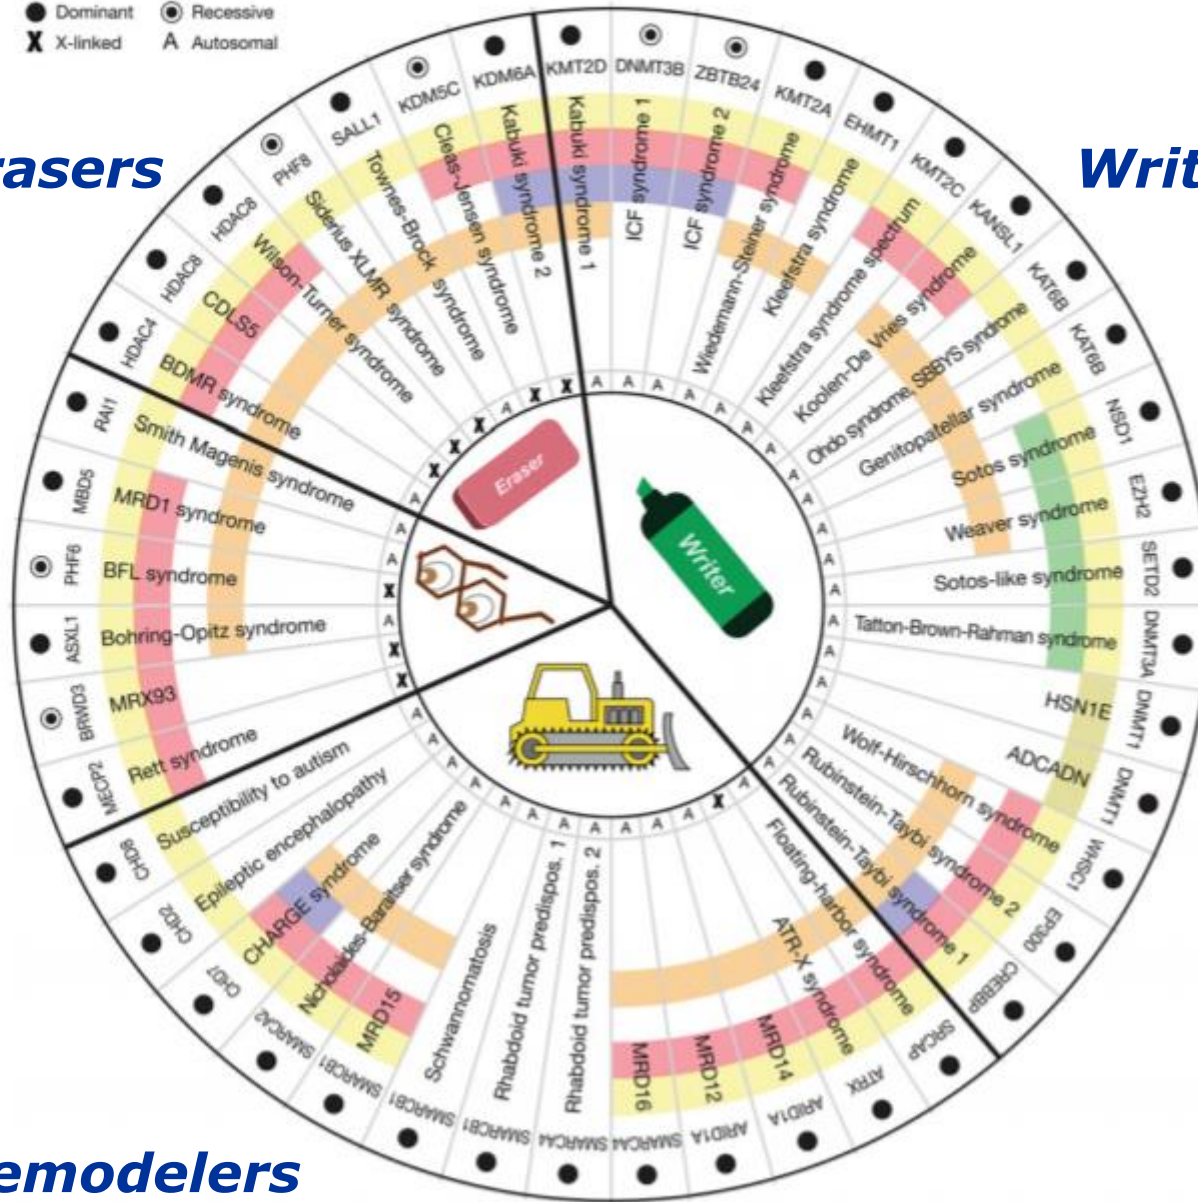 Dominant
Recessive
X X-linked
A Autosomal
rasers
Writ
emodelers
KMT2D Kabuki syndrome 1 A
DNMT3B ICF syndrome 1 A
ZBTB24 ICF syndrome 2 A
KMT2A Wiedemann-Steiner syndrome A
EHMT1 Kleefstra syndrome A
KMT2C Kleefstra syndrome spectrum A
KANSL1 Koolen-De Vries syndrome A
KAT6B Ohdo syndrome, SBBYS syndrome A
KAT6B Genitopatellar syndrome A
NSD1 Sotos syndrome A
EZH2 Weaver syndrome A
SETD2 Sotos-like syndrome A
DNMT3A Tatton-Brown-Rahman syndrome A
DNMT1 HSN1E A
DNMT1 ADCADN A
WHSC1 Wolf-Hirschhorn syndrome A
EP300 Rubinstein-Taybi syndrome 2 A
CREBBP Rubinstein-Taybi syndrome 1 A
SRCAP Floating-harbor syndrome A
ATRX ATR-X syndrome X
ARID1A MRD14 A
ARID1A MRD12 A
SMARCA4 MRD16 A
SMARCA4 Rhabdoid tumor predispos. 2 A
SMARCB1 Rhabdoid tumor predispos. 1 A
SMARCB1 Schwannomatosis A
SMARCB1 MRD15 A
SMARCA2 Nicholaides-Baraitser syndrome A
CHD7 CHARGE syndrome A
CHD2 Epileptic encephalopathy A
CHD8 Susceptibility to autism A
MECP2 Rett syndrome X
BRWD3 MRX93 X
ASXL1 Bohring-Opitz syndrome A
PHF6 BFL syndrome X
MBD5 MRD1 syndrome A
RAI1 Smith Magenis syndrome A
HDAC4 BDMR syndrome A
HDAC8 CDLS5 X
HDAC8 Wilson-Turner syndrome X
PHF8 Siderius XLMR syndrome X
SALL1 Townes-Brock syndrome A
KDM5C Cleas-Jensen syndrome X
KDM6A Kabuki syndrome 2 X
Eraser
Writer